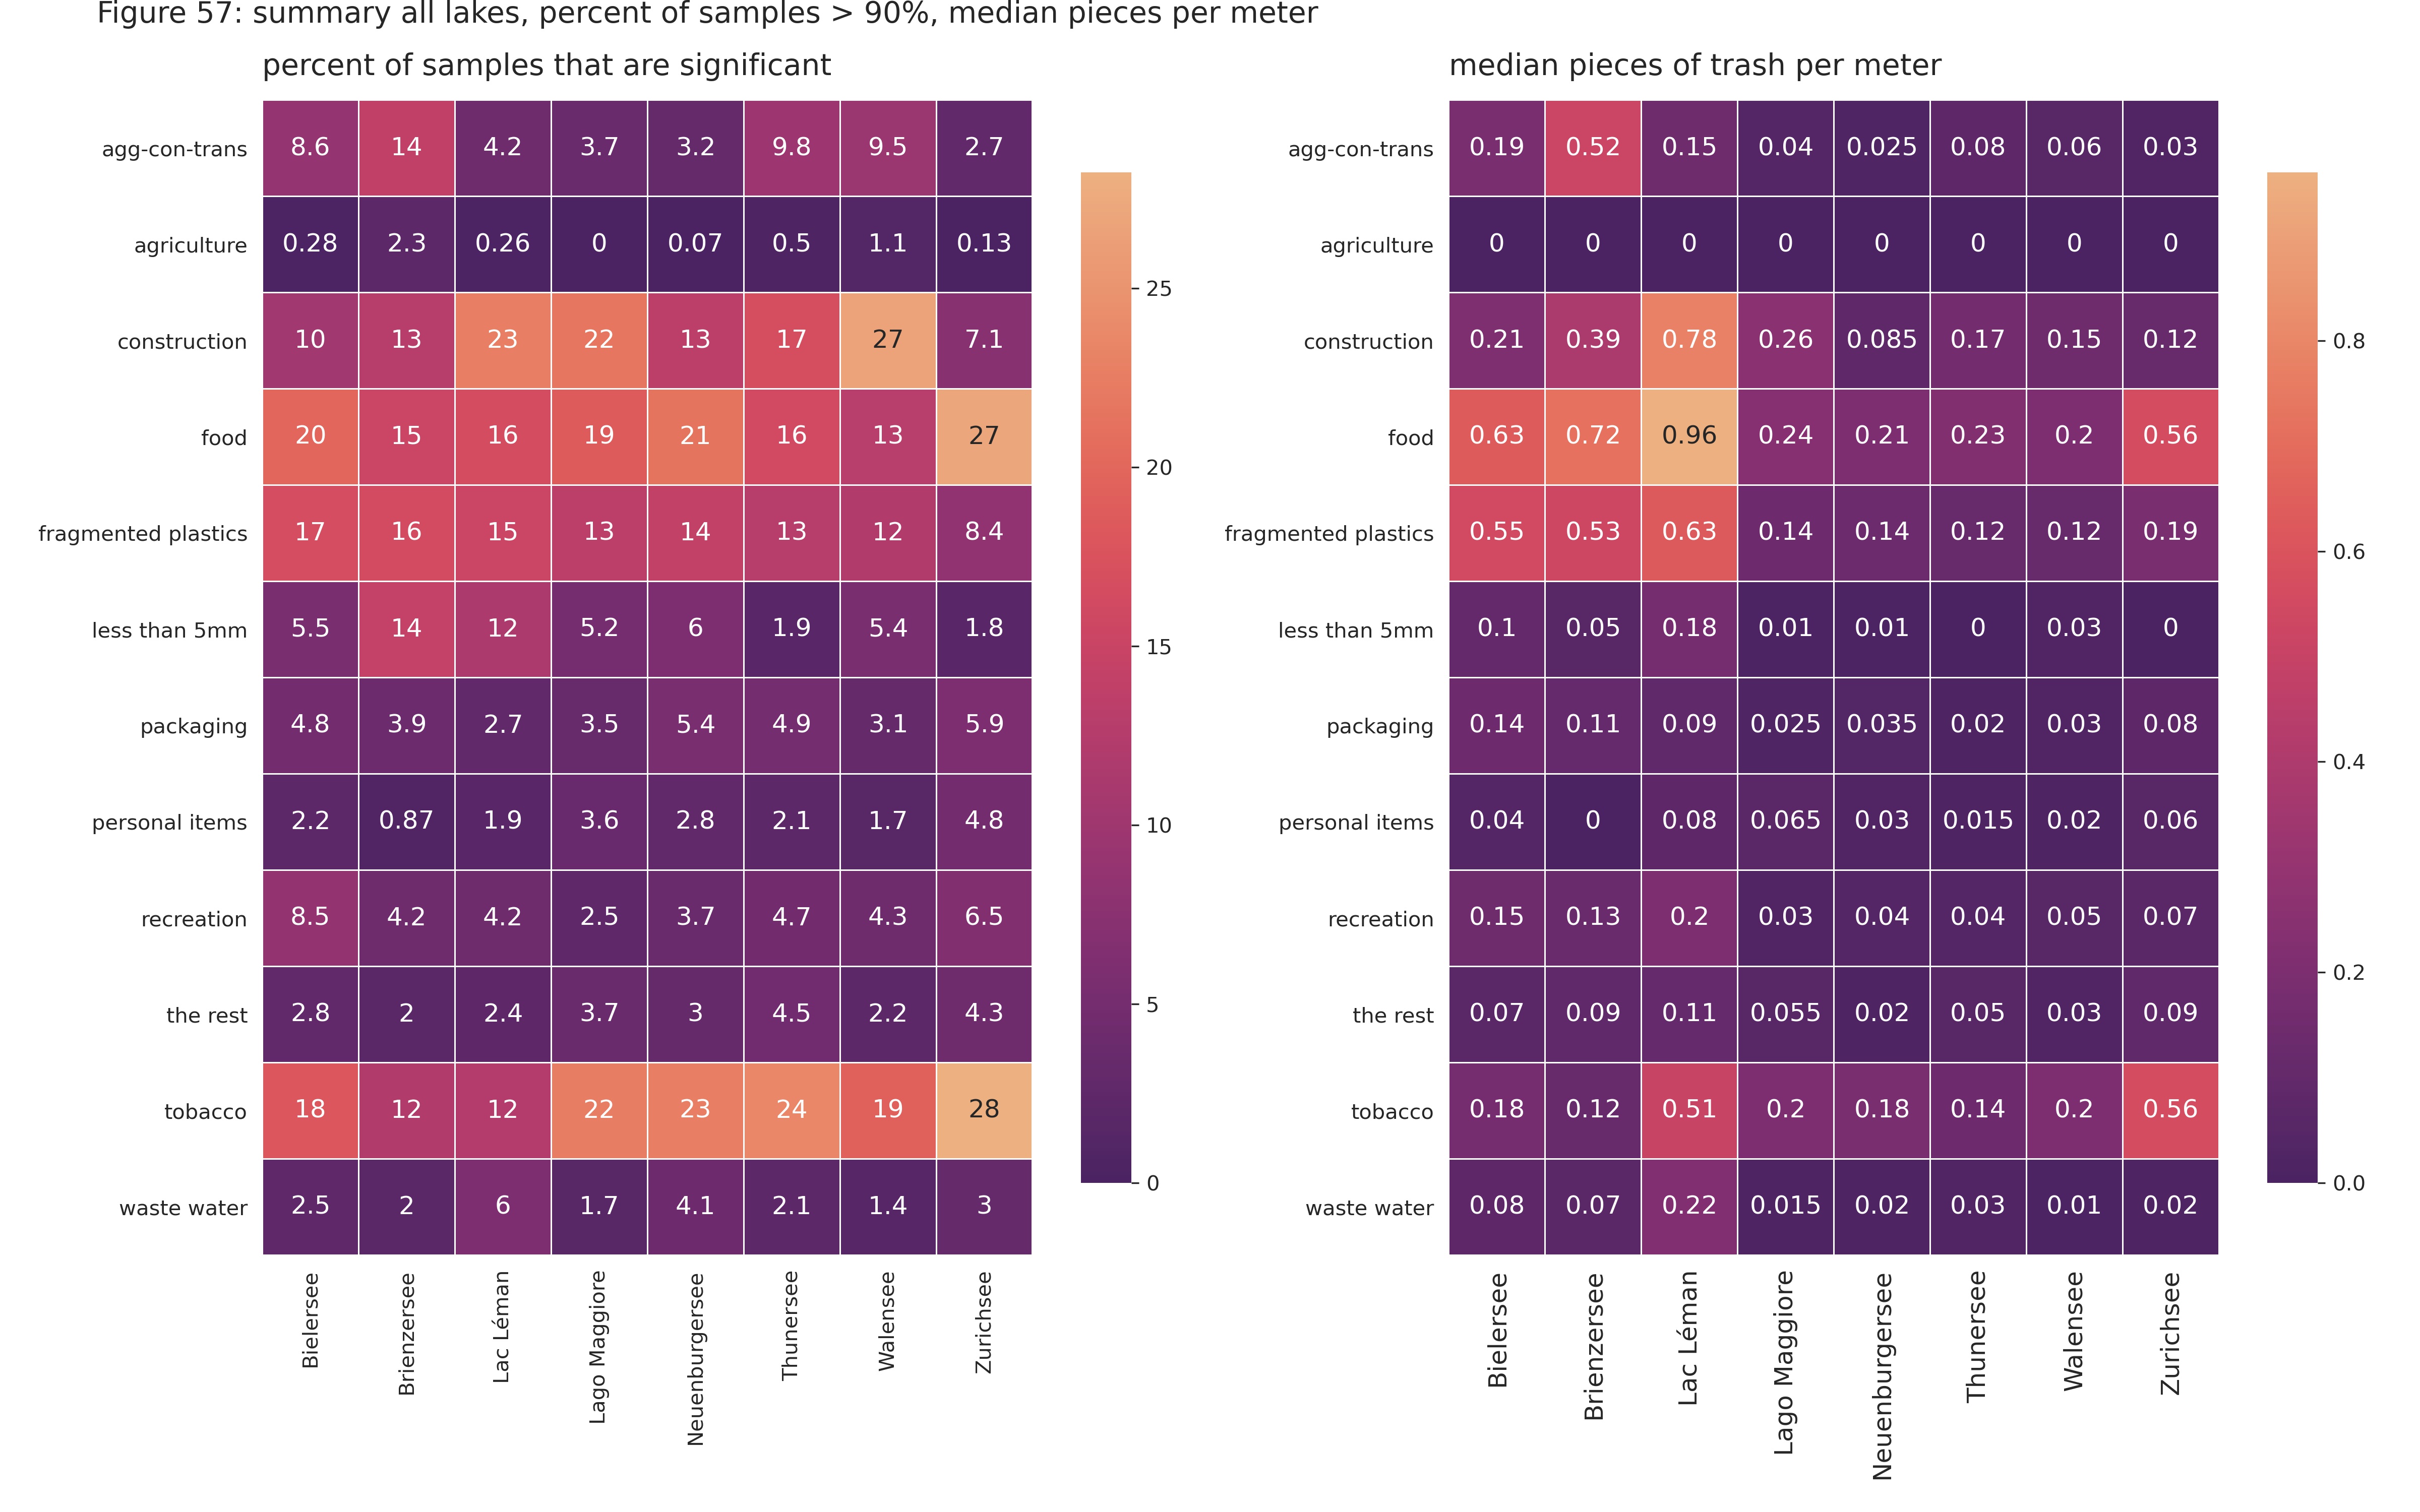 Figure 57: summary all lakes, percent of samples > 90%, median pieces per meter
percent of samples that are significant
agg-con-trans 8.6 14 4.2 3.7 3.2 9.8 9.5 2.7
agriculture 0.28 2.3 0.26 0 0.07 0.5 1.1 0.13
construction 10 13 23 22 13 17 27 7.1
food 20 15 16 19 21 16 13 27
fragmented plastics 17 16 15 13 14 13 12 8.4
less than 5mm 5.5 14 12 5.2 6 1.9 5.4 1.8
packaging 4.8 3.9 2.7 3.5 5.4 4.9 3.1 5.9
personal items 2.2 0.87 1.9 3.6 2.8 2.1 1.7 4.8
recreation 8.5 4.2 4.2 2.5 3.7 4.7 4.3 6.5
the rest 2.8 2 2.4 3.7 3 4.5 2.2 4.3
tobacco 18 12 12 22 23 24 19 28
waste water 2.5 2 6 1.7 4.1 2.1 1.4 3
Bielersee
Brienzersee
Lac Léman
Lago Maggiore
Neuenburgersee
Thunersee
Walensee
Zurichsee
25
20
15
10
5
0
median pieces of trash per meter
agg-con-trans 0.19 0.52 0.15 0.04 0.025 0.08 0.06 0.03
agriculture 0 0 0 0 0 0 0 0
construction 0.21 0.39 0.78 0.26 0.085 0.17 0.15 0.12
food 0.63 0.72 0.96 0.24 0.21 0.23 0.2 0.56
fragmented plastics 0.55 0.53 0.63 0.14 0.14 0.12 0.12 0.19
less than 5mm 0.1 0.05 0.18 0.01 0.01 0 0.03 0
packaging 0.14 0.11 0.09 0.025 0.035 0.02 0.03 0.08
personal items 0.04 0 0.08 0.065 0.03 0.015 0.02 0.06
recreation 0.15 0.13 0.2 0.03 0.04 0.04 0.05 0.07
the rest 0.07 0.09 0.11 0.055 0.02 0.05 0.03 0.09
tobacco 0.18 0.12 0.51 0.2 0.18 0.14 0.2 0.56
waste water 0.08 0.07 0.22 0.015 0.02 0.03 0.01 0.02
Bielersee
Brienzersee
Lac Léman
Lago Maggiore
Neuenburgersee
Thunersee
Walensee
Zurichsee
0.8
0.6
0.4
0.2
0.0